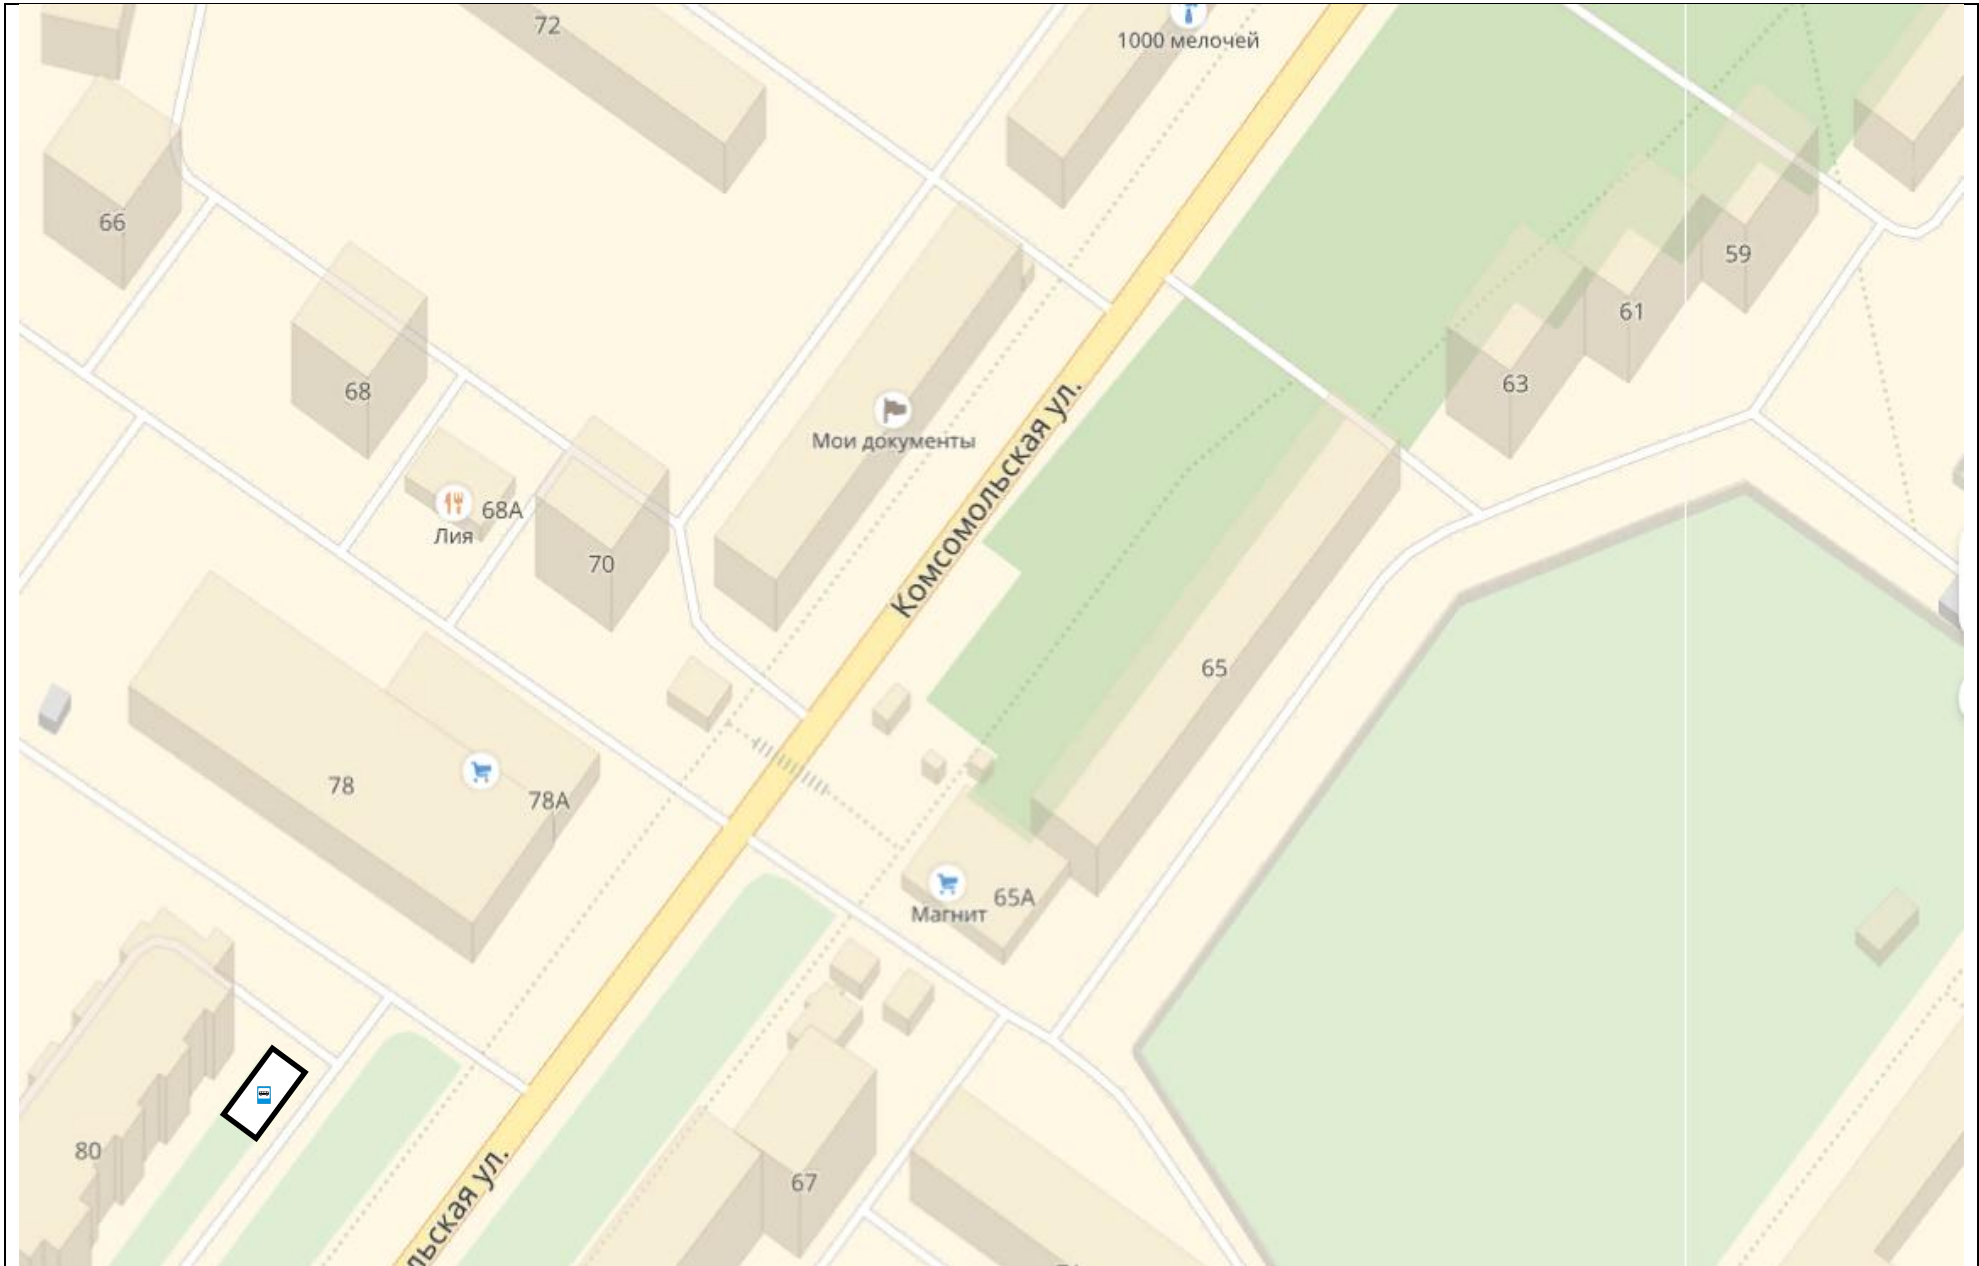 72
1000 мелочей
66
59
61
63
68
Мои документы
Комсомольская ул.
68А
Лия
70
65
78
78А
65А
Магнит
80
льская ул.
67